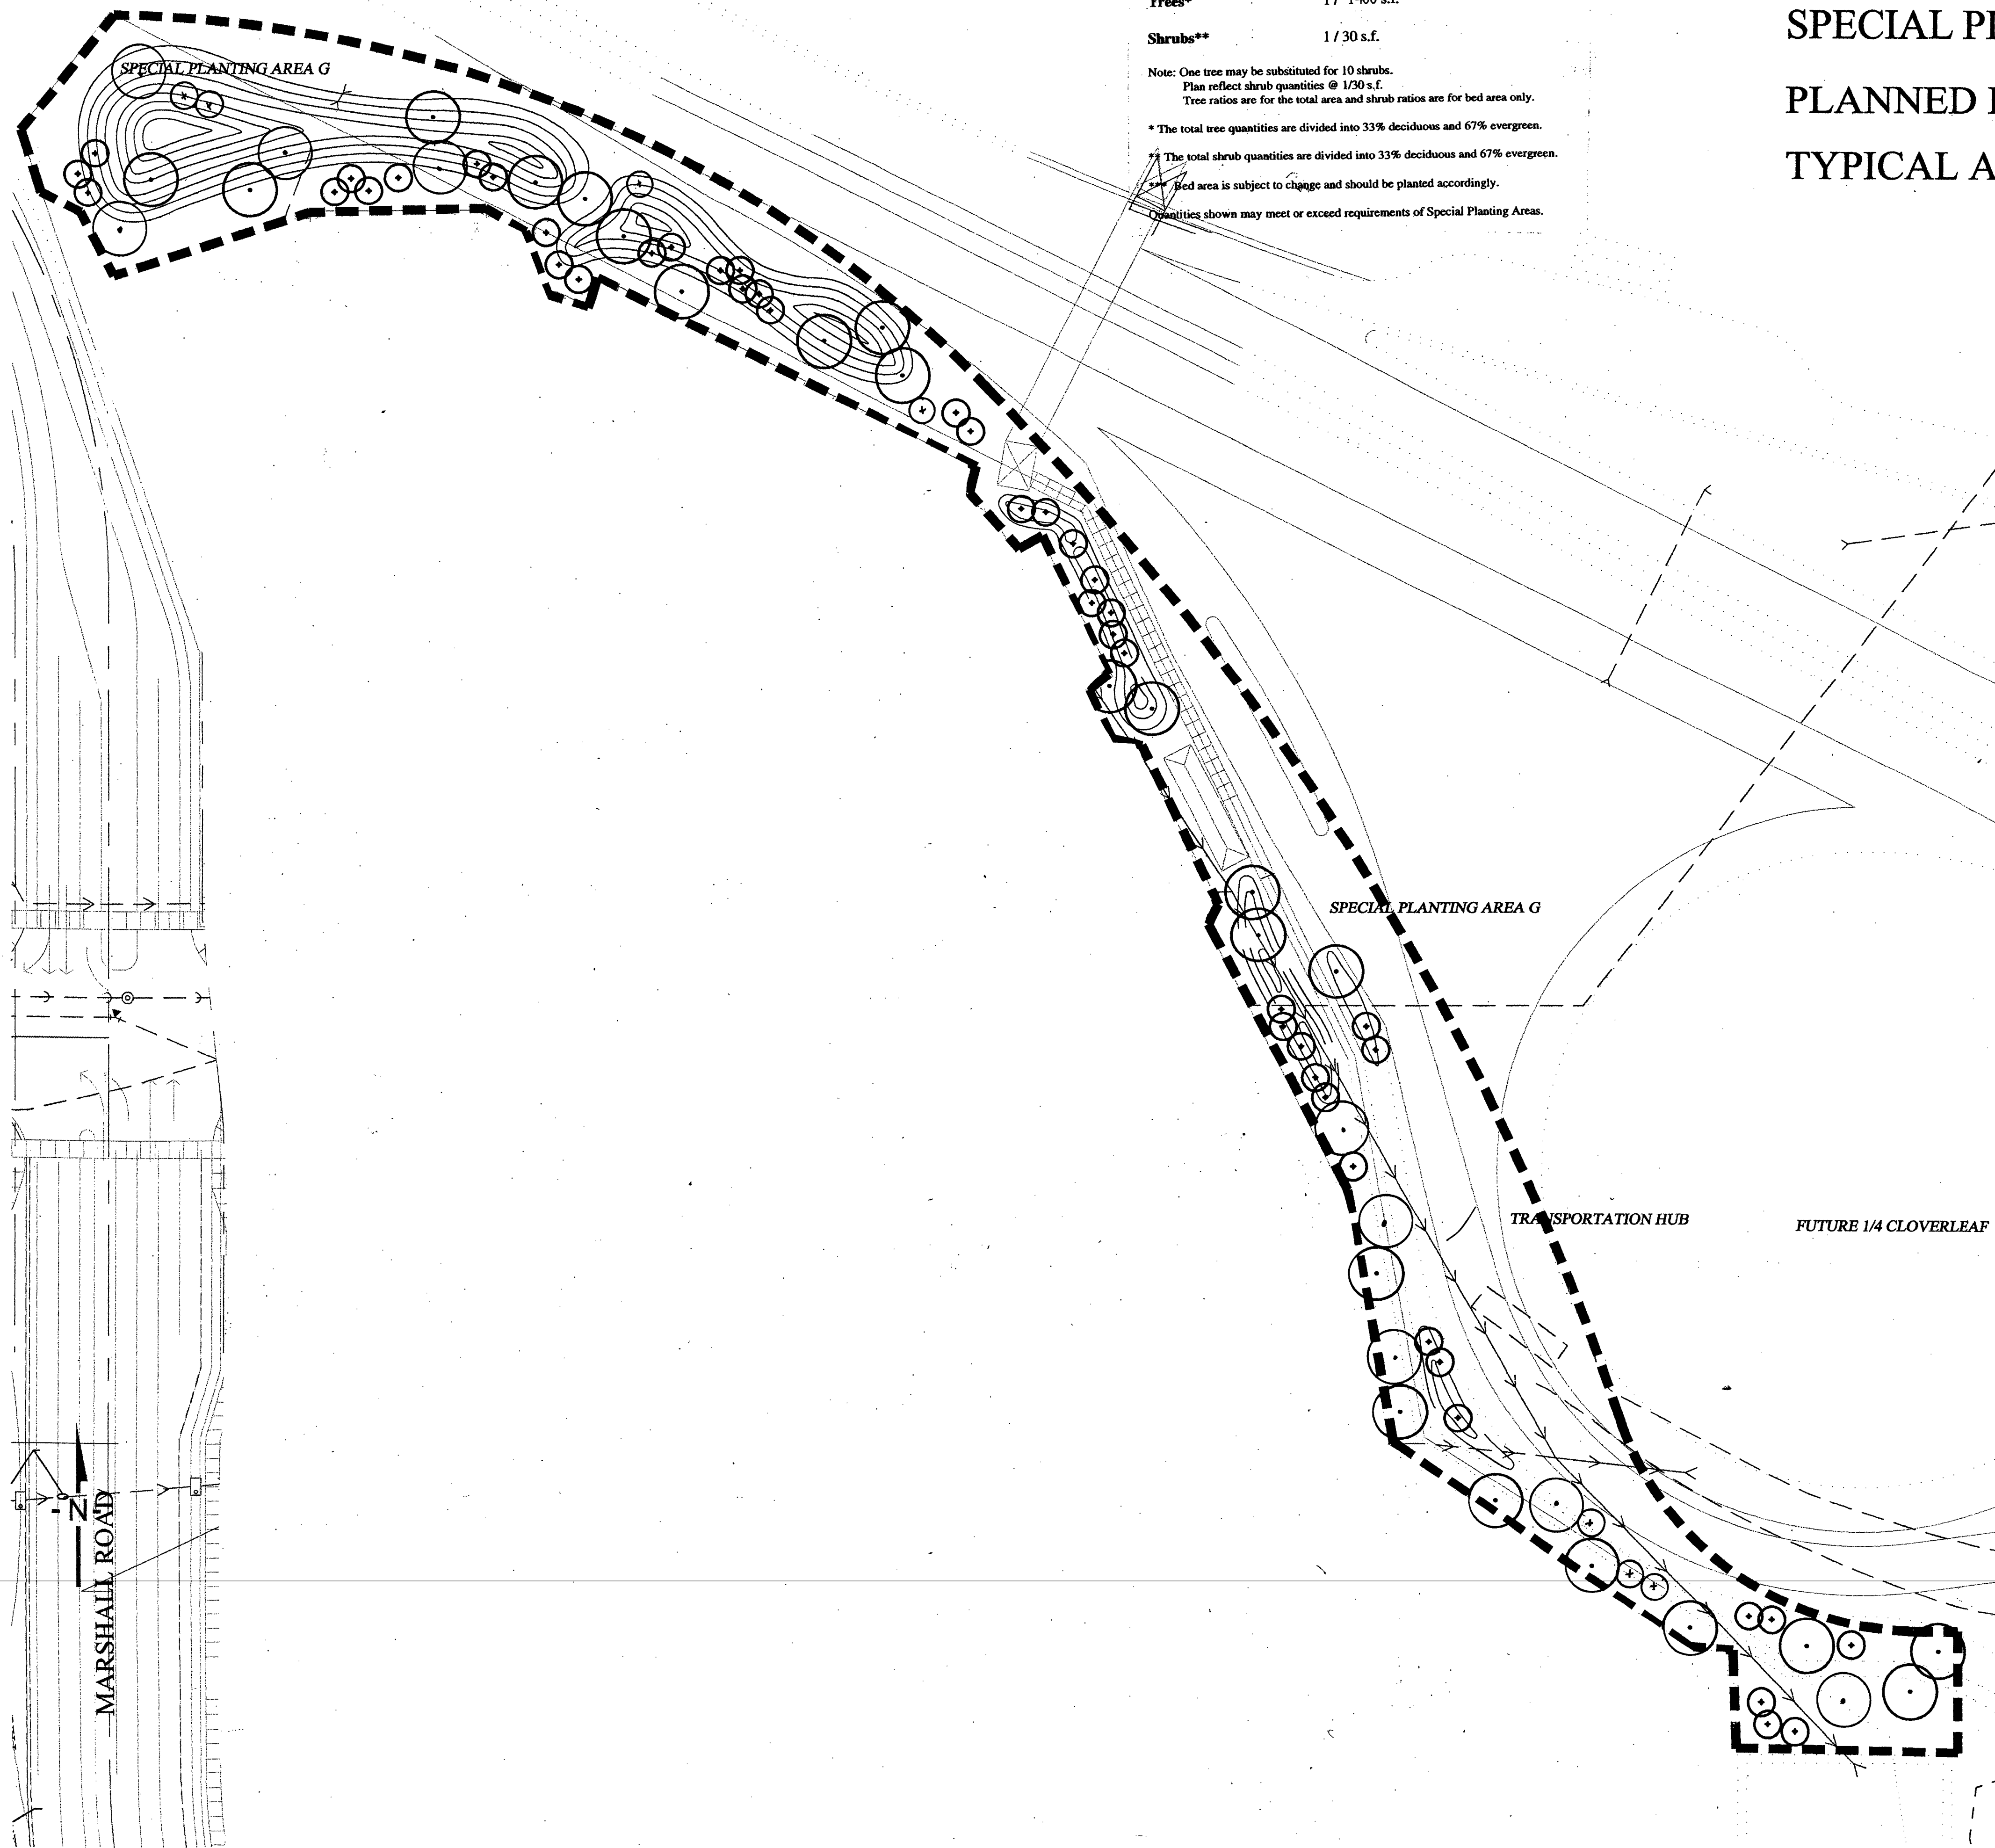 Trees*
Shrubs** 1 / 30 s.f.
Note: One tree may be substituted for 10 shrubs.
Plan reflect shrub quantities @ 1/30 s.f.
Tree ratios are for the total area and shrub ratios are for bed area only.
* The total tree quantities are divided into 33% deciduous and 67% evergreen.
** The total shrub quantities are divided into 33% deciduous and 67% evergreen.
*** Bed area is subject to change and should be planted accordingly.
Quantities shown may meet or exceed requirements of Special Planting Areas.
SPECIAL
PLANNED
TYPICAL
SPECIAL PLANTING AREA G
SPECIAL PLANTING AREA G
TRANSPORTATION HUB
FUTURE 1/4 CLOVERLEAF
N
MARSHALL ROAD